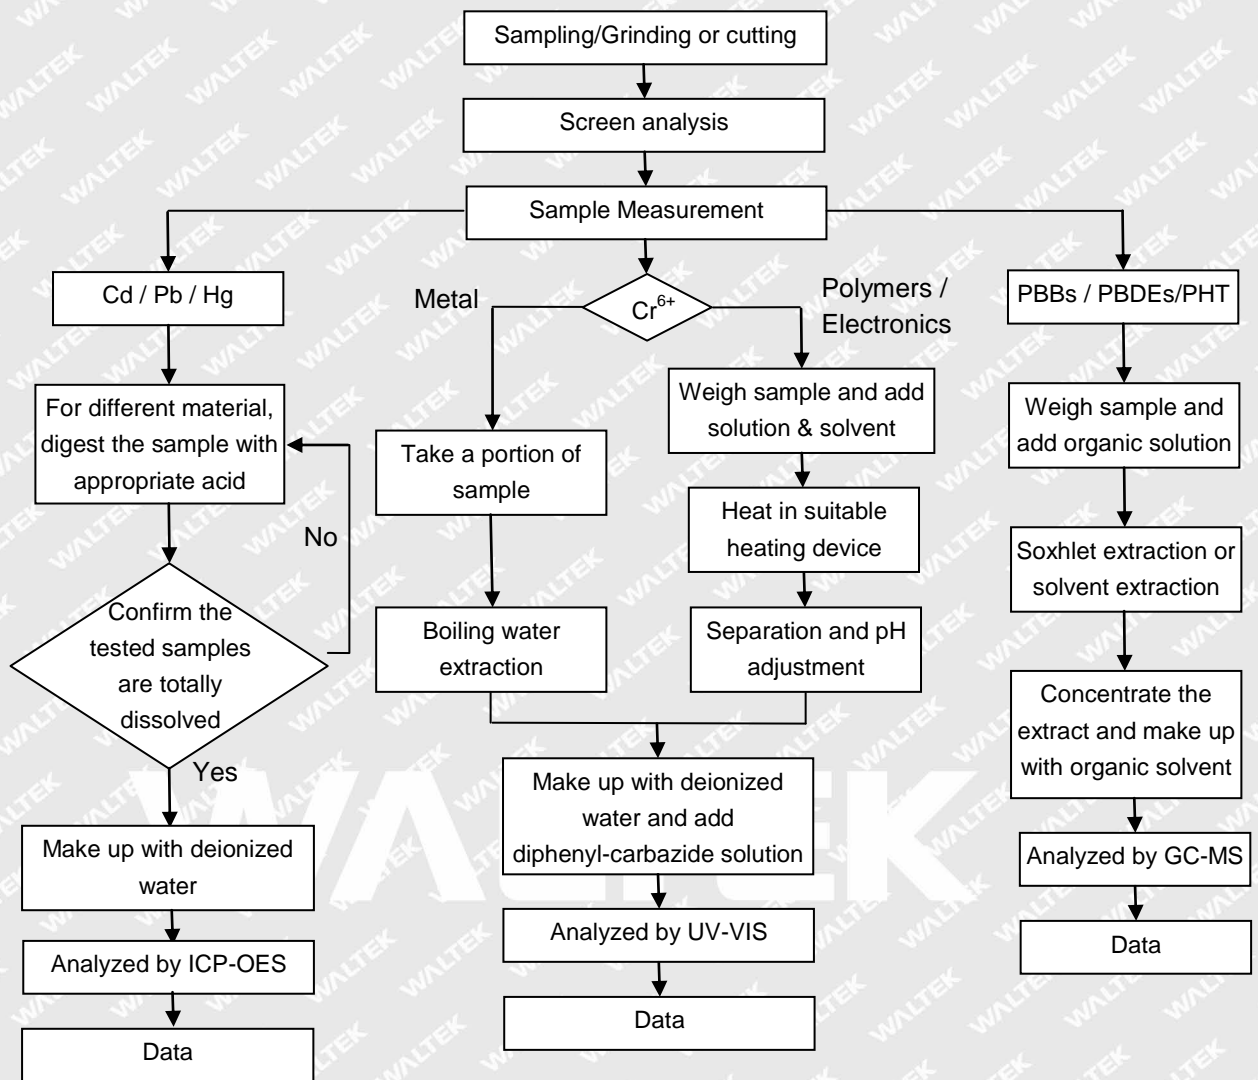 Sampling/Grinding or cutting
Screen analysis
Sample Measurement
Cd / Pb / Hg
For different material,
digest the sample with
appropriate acid
No
Confirm the
tested samples
are totally
dissolved
Yes
Make up with deionized
water
Analyzed by ICP-OES
Data
Cr6+
Metal
Take a portion of
sample
Boiling water
extraction
Polymers /
Electronics
Weigh sample and add
solution & solvent
Heat in suitable
heating device
Separation and pH
adjustment
Make up with deionized
water and add
diphenyl-carbazide solution
Analyzed by UV-VIS
Data
PBBs / PBDEs/PHT
Weigh sample and
add organic solution
Soxhlet extraction or
solvent extraction
Concentrate the
extract and make up
with organic solvent
Analyzed by GC-MS
Data
WALTEK